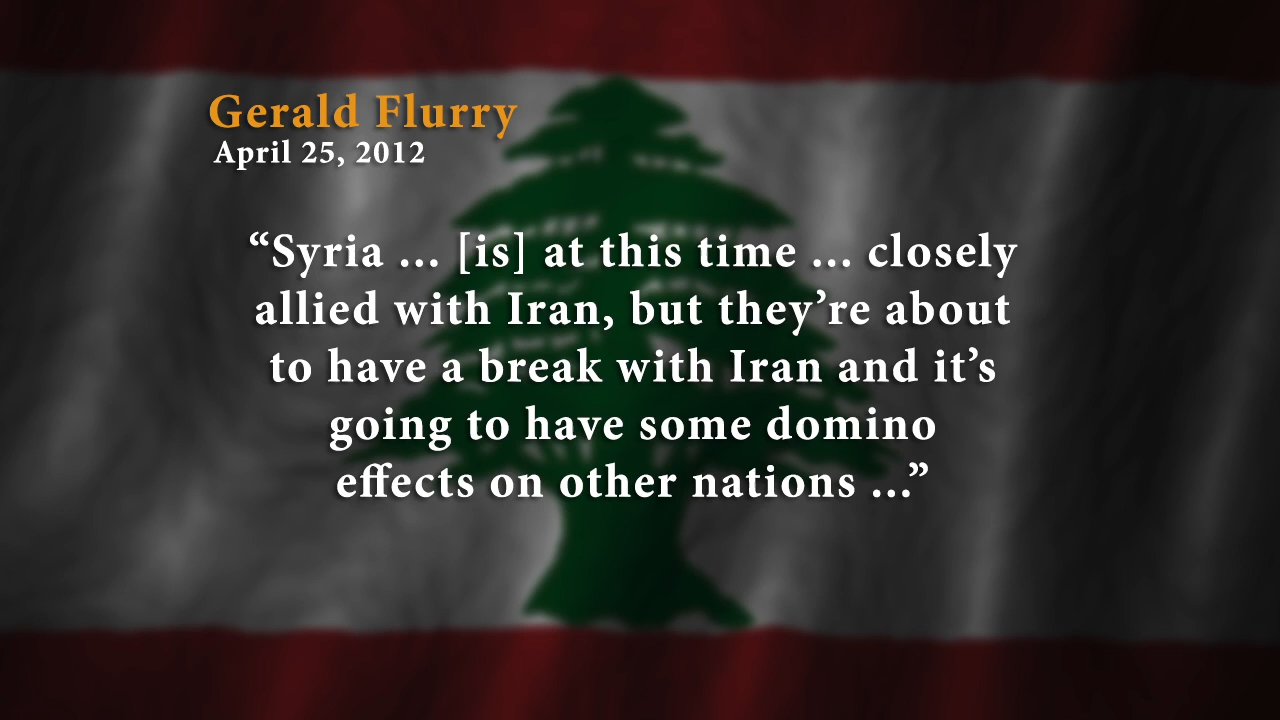 Gerald Flurry
April 25, 2012
“Syria ... [is] at this time ... closely
allied with Iran, but they’re about
to have a break with Iran and it’s
going to have some domino
effects on other nations ...”